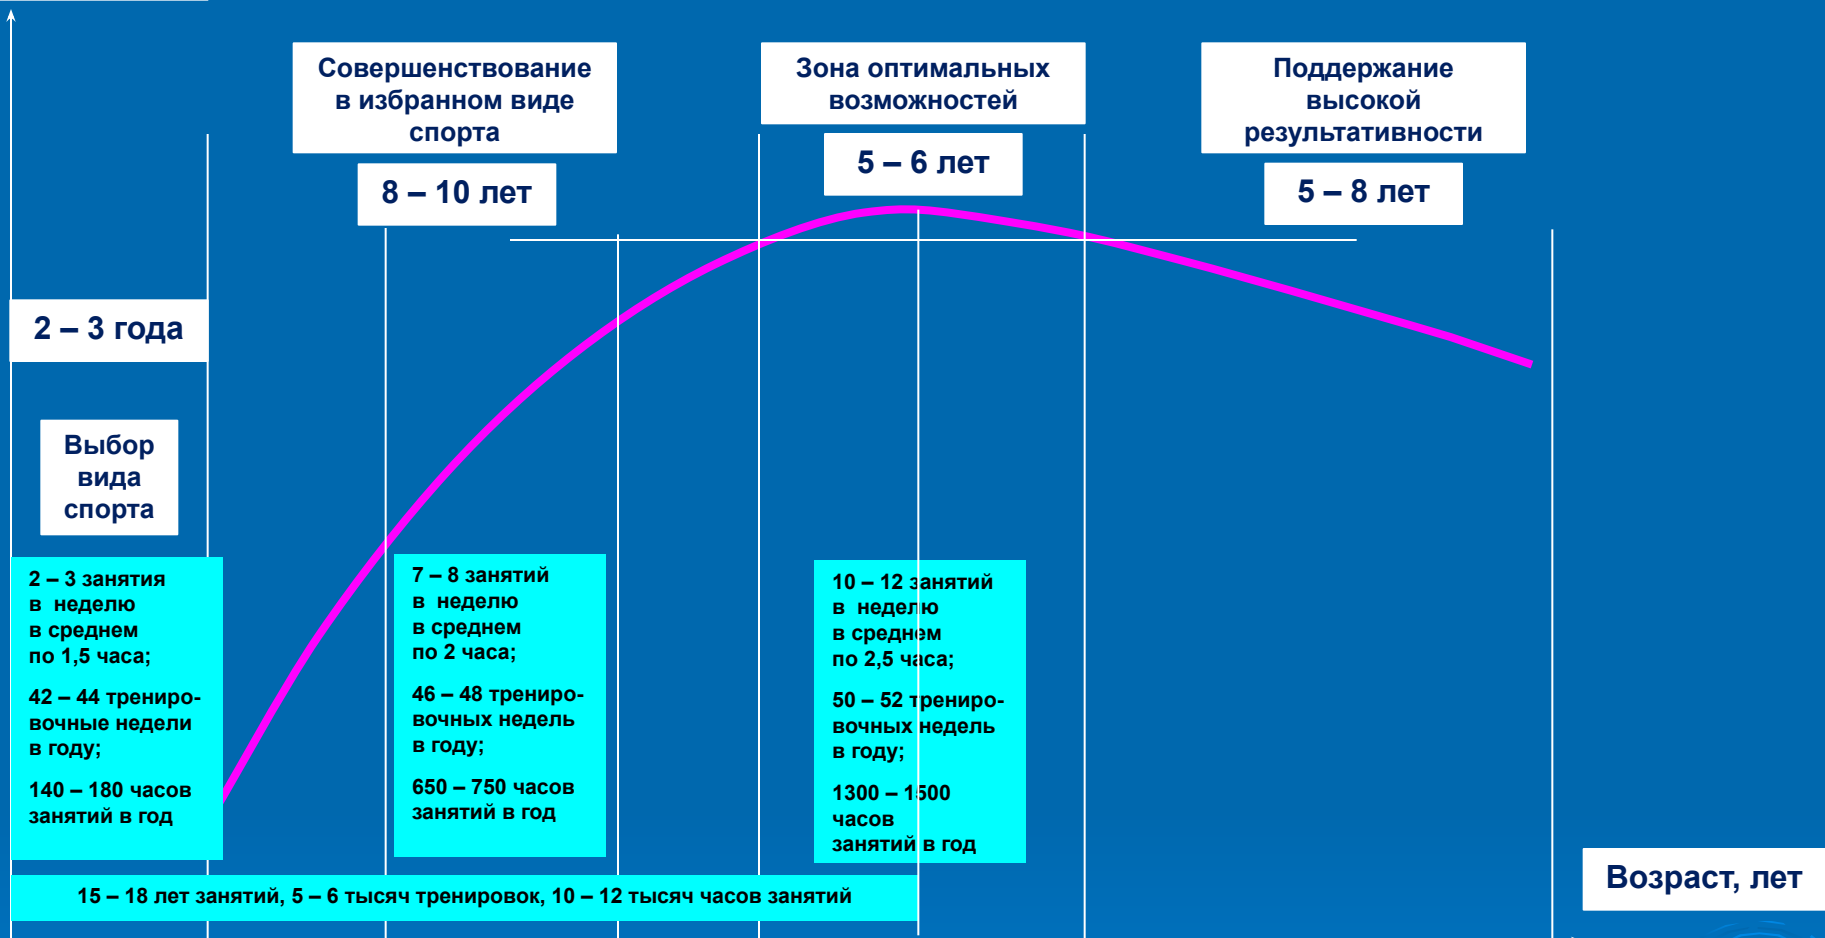 Совершенствование
в избранном виде
спорта
8 – 10 лет
Зона оптимальных
возможностей
5 – 6 лет
Поддержание
высокой
результативности
5 – 8 лет
2 – 3 года
Выбор
вида
спорта
2 – 3 занятия
в неделю
в среднем
по 1,5 часа;
42 – 44 трениро-
вочные недели
в году;
140 – 180 часов
занятий в год
7 – 8 занятий
в неделю
в среднем
по 2 часа;
46 – 48 трениро-
вочных недель
в году;
650 – 750 часов
занятий в год
10 – 12 занятий
в неделю
в среднем
по 2,5 часа;
50 – 52 трениро-
вочных недель
в году;
1300 – 1500
часов
занятий в год
15 – 18 лет занятий, 5 – 6 тысяч тренировок, 10 – 12 тысяч часов занятий
Возраст, лет